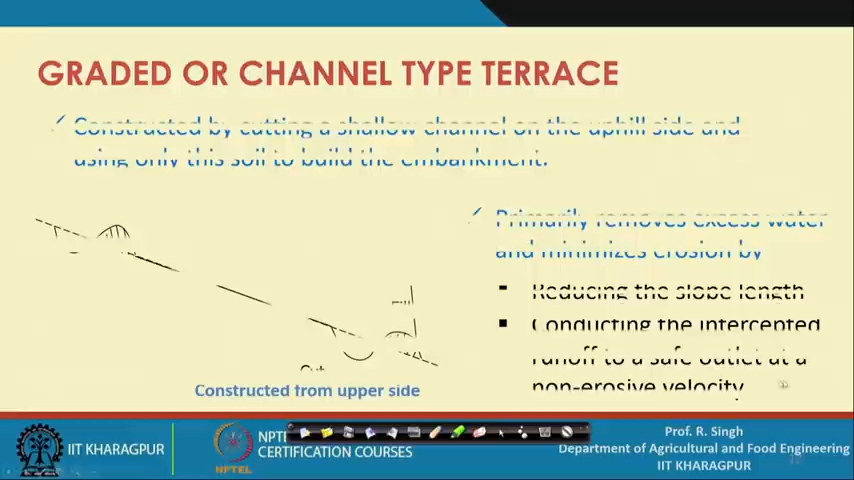 GRADED OR CHANNEL TYPE TERRACE
Constructed by cutting a shallow channel on the uphill side and
using only this soil to build the embankment.
Primarily removes excess water
and minimizes erosion by
Reducing the slope length
Conducting the intercepted
runoff to a safe outlet at a
non-erosive velocity
Constructed from upper side
IIT KHARAGPUR
NPTEL
CERTIFICATION COURSES
NPTEL
Prof. R. Singh
Department of Agricultural and Food Engineering
IIT KHARAGPUR